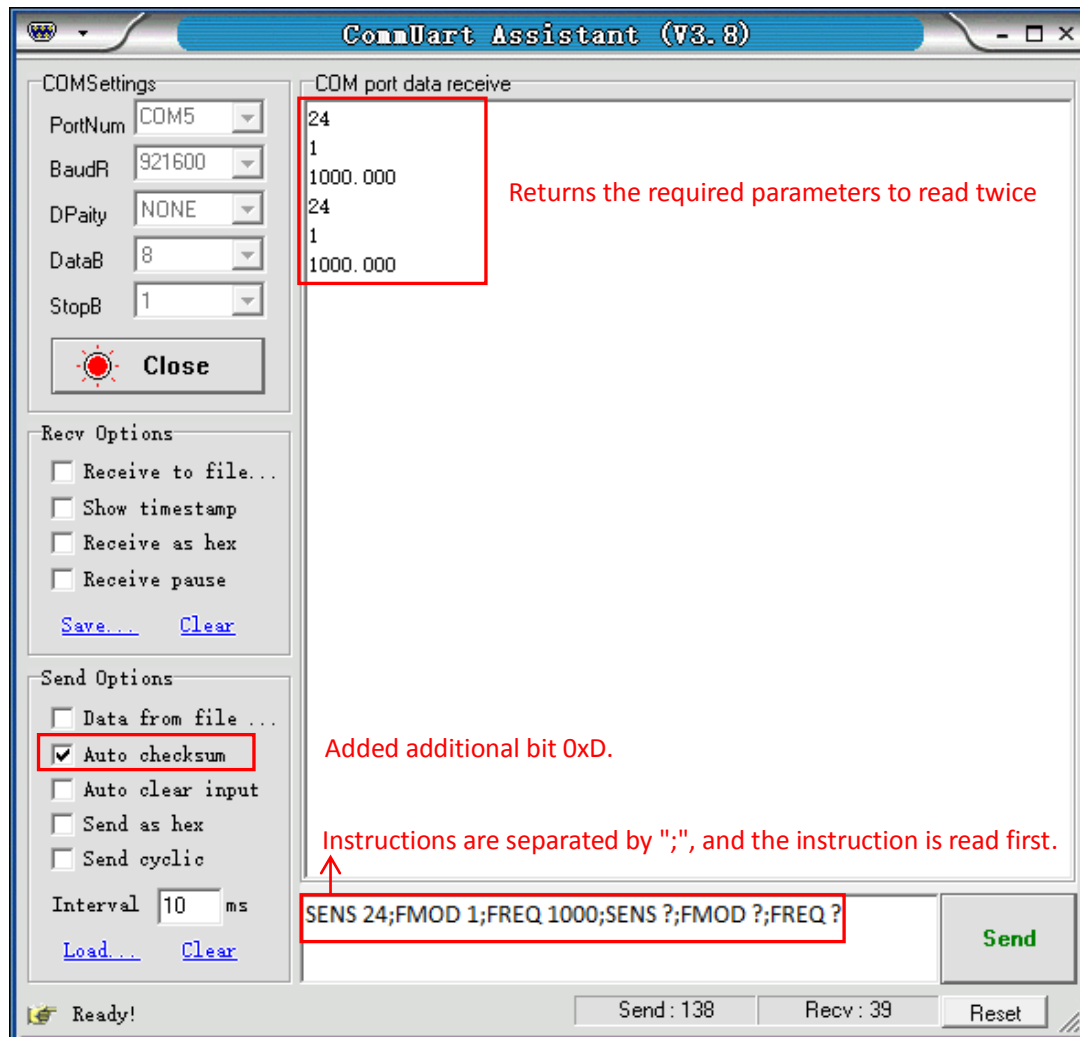 CommUart Assistant (V3.8)
COMSettings
PortNum COM5
BaudR 921600
DPaity NONE
DataB 8
StopB 1
Close
Recv Options
Receive to file...
Show timestamp
Receive as hex
Receive pause
Save... Clear
Send Options
Data from file ...
Auto checksum
Auto clear input
Send as hex
Send cyclic
Interval 10 ms
Load... Clear
COM port data receive
24
1
1000.000
24
1
1000.000
Returns the required parameters to read twice
Added additional bit 0xD.
Instructions are separated by ";", and the instruction is read first.
SENS 24;FMOD 1;FREQ 1000;SENS ?;FMOD ?;FREQ ?
Send
Ready!
Send : 138
Recv : 39
Reset